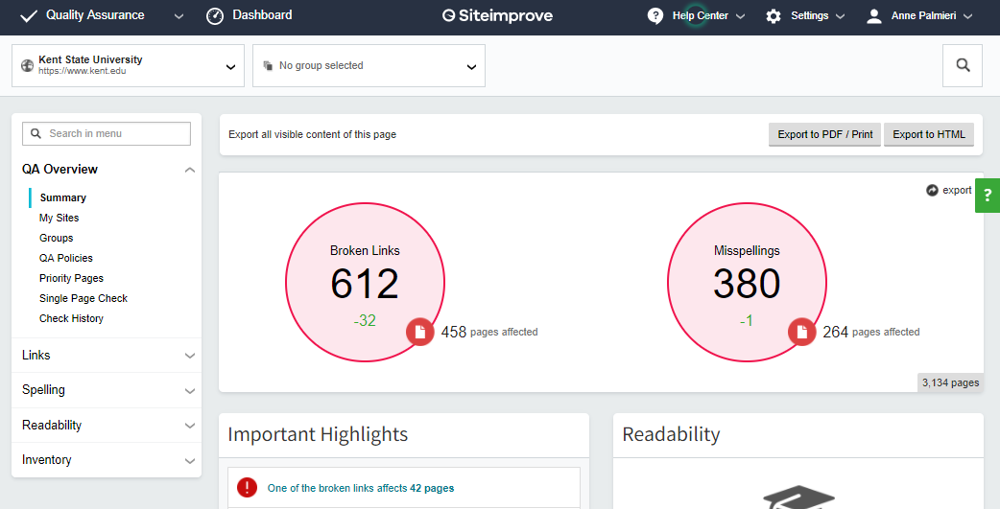 Quality Assurance
Dashboard
Siteimprove
? Help Center
Settings
Anne Palmieri
Kent State University
https://www.kent.edu
No group selected
Search in menu
QA Overview
Summary
My Sites
Groups
QA Policies
Priority Pages
Single Page Check
Check History
Links
Spelling
Readability
Inventory
Export all visible content of this page
Export to PDF / Print
Export to HTML
export
?
Broken Links
612
-32
458 pages affected
Misspellings
380
-1
264 pages affected
3,134 pages
Important Highlights
! One of the broken links affects 42 pages
Readability